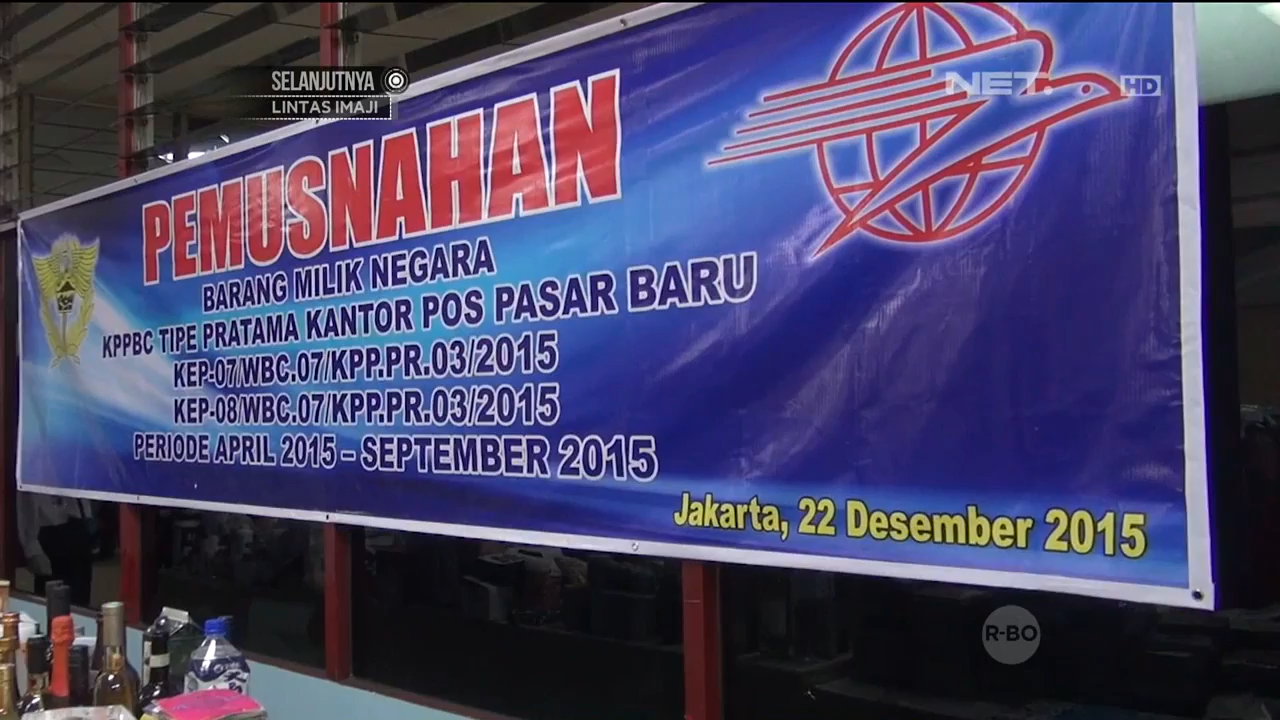 SELANJUTNYA
LINTAS IMAJI
NET. HD
PEMUSNAHAN
BARANG MILIK NEGARA
KPPBC TIPE PRATAMA KANTOR POS PASAR BARU
KEP-07/WBC.07/KPP.PR.03/2015
KEP-08/WBC.07/KPP.PR.03/2015
PERIODE APRIL 2015 – SEPTEMBER 2015
Jakarta, 22 Desember 2015
R-BO